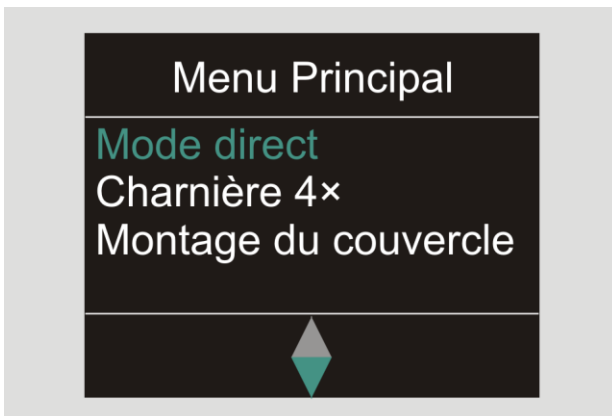 Menu Principal
Mode direct
Charnière 4×
Montage du couvercle